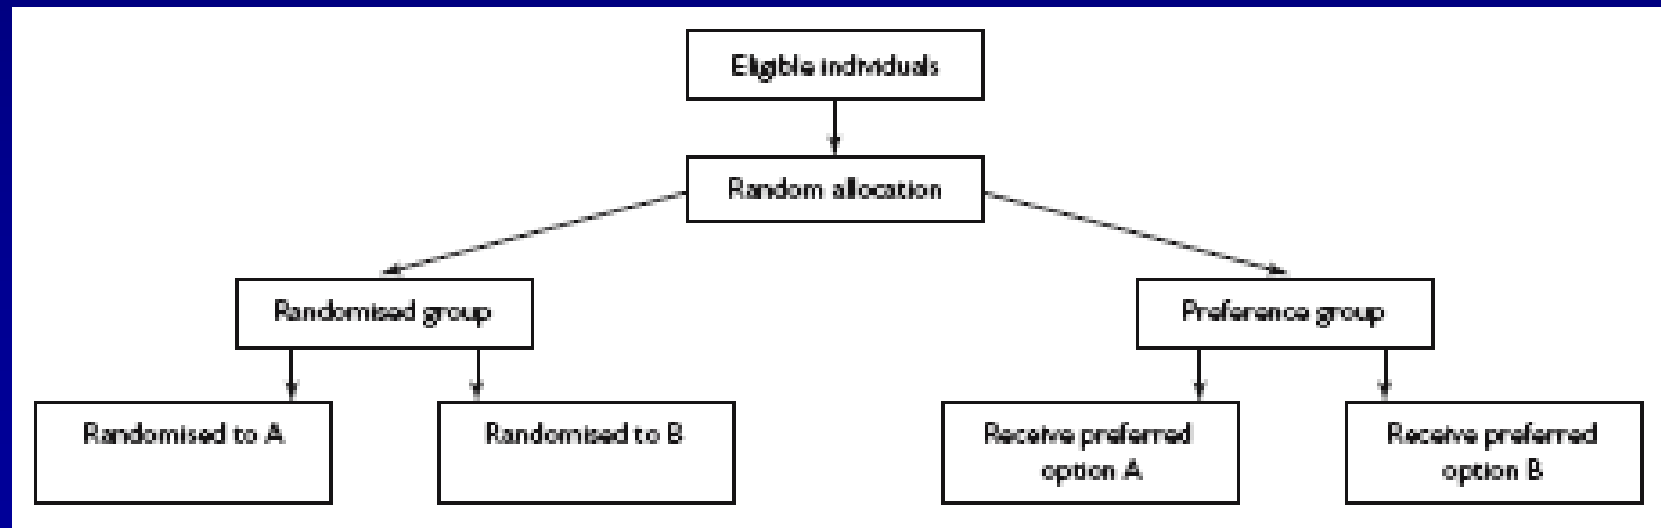 Eligible individuals
Random allocation
Randomised group
Preference group
Randomised to A
Randomised to B
Receive preferred
option A
Receive preferred
option B